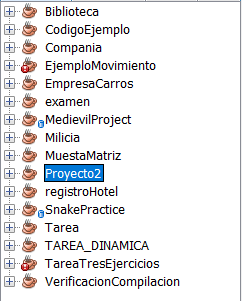 Biblioteca
CodigoEjemplo
Compania
EjemploMovimiento
EmpresaCarros
examen
MedievilProject
Milicia
MuestaMatriz
Proyecto2
registroHotel
SnakePractice
Tarea
TAREA_DINAMICA
TareaTresEjercicios
VerificacionCompilacion